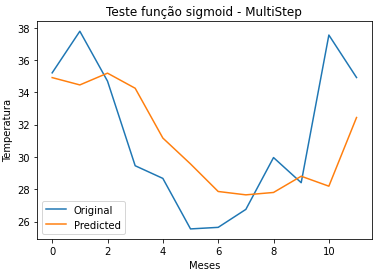 Teste função sigmoid - MultiStep
38
36
34
32
30
28
26
Temperatura
Original
Predicted
0 2 4 6 8 10
Meses